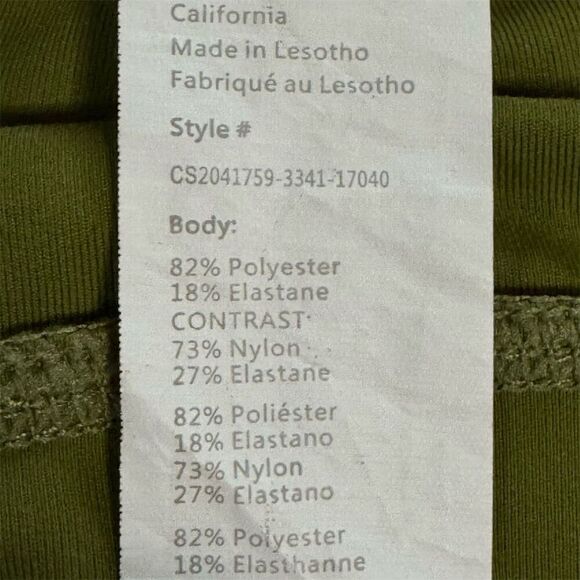 California
Made in Lesotho
Fabriqué au Lesotho
Style #
CS2041759-3341-17040
Body:
82% Polyester
18% Elastane
CONTRAST
73% Nylon
27% Elastane
82% Poliéster
18% Elastano
73% Nylon
27% Elastano
82% Polyester
18% Elasthanne